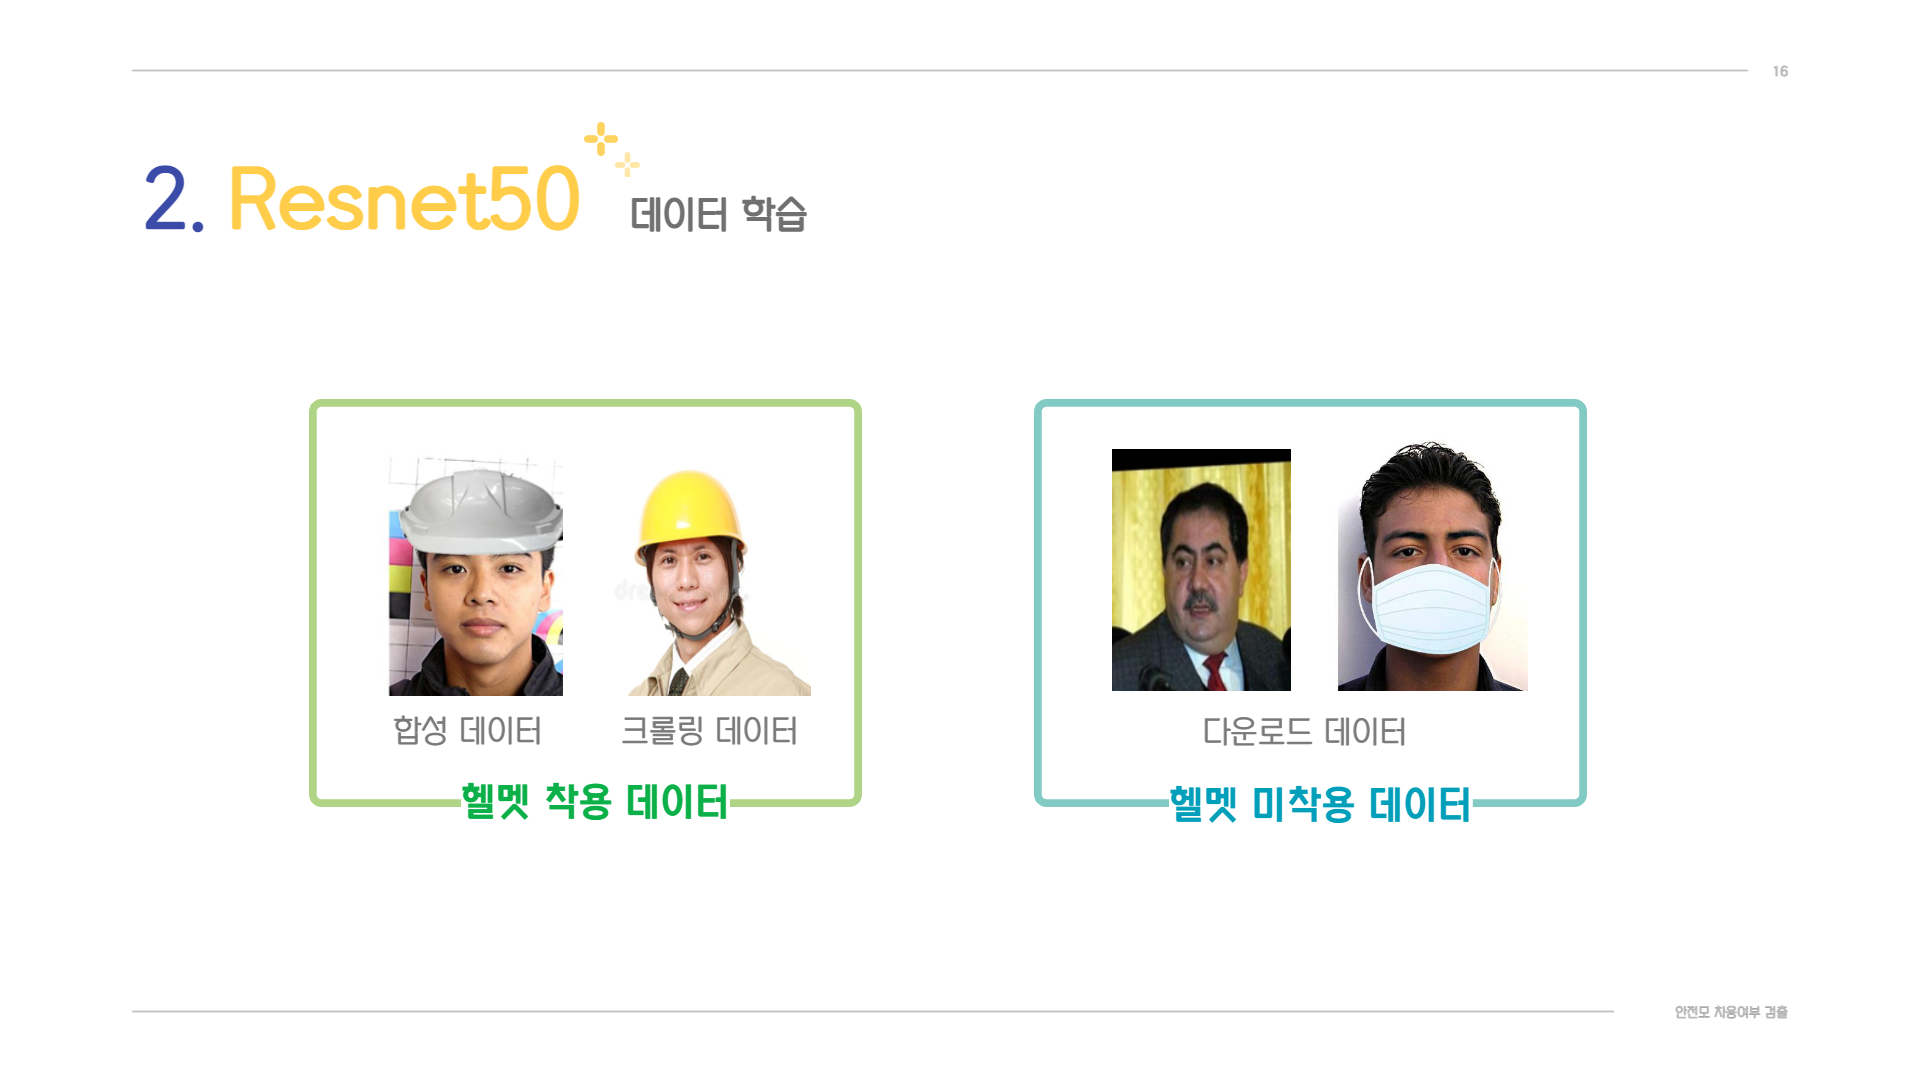 16
2. Resnet50 데이터 학습
합성 데이터 크롤링 데이터
헬멧 착용 데이터
다운로드 데이터
헬멧 미착용 데이터
안전모 착용여부 검출